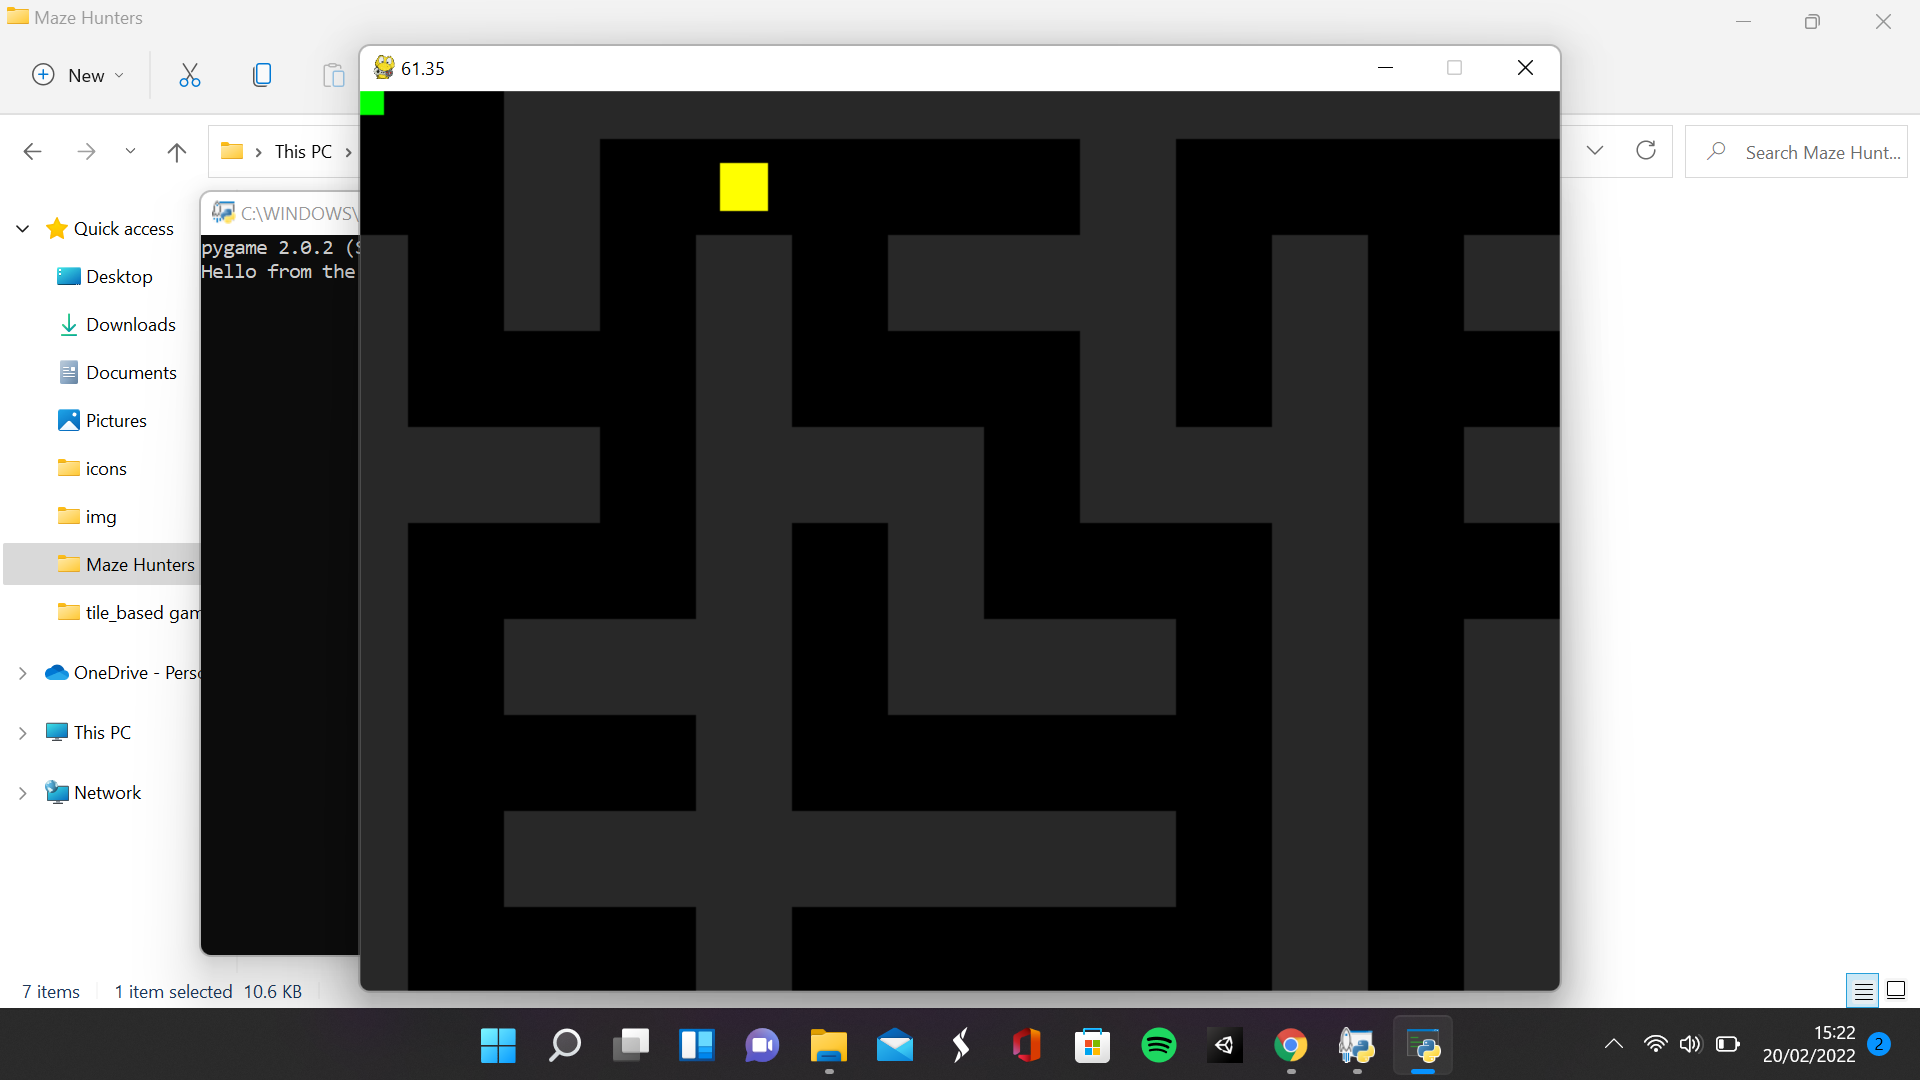 Maze Hunters
New
61.35
This PC
Search Maze Hunt...
C:\WINDOWS\
pygame 2.0.2 (S
Hello from the
Quick access
Desktop
Downloads
Documents
Pictures
icons
img
Maze Hunters
tile_based gam
OneDrive - Perso
This PC
Network
7 items
1 item selected 10.6 KB
15:22
20/02/2022
2